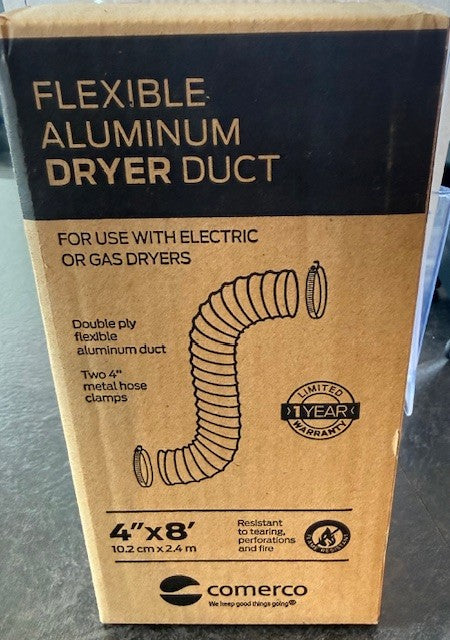 FLEXIBLE
ALUMINUM
DRYER DUCT
FOR USE WITH ELECTRIC
OR GAS DRYERS
Double ply
flexible
aluminum duct
Two 4"
metal hose
clamps
LIMITED
1 YEAR
WARRANTY
4"x8'
10.2 cm x 2.4 m
Resistant
to tearing,
perforations
and fire
FLAME RESISTANT
comerco
We keep good things going®